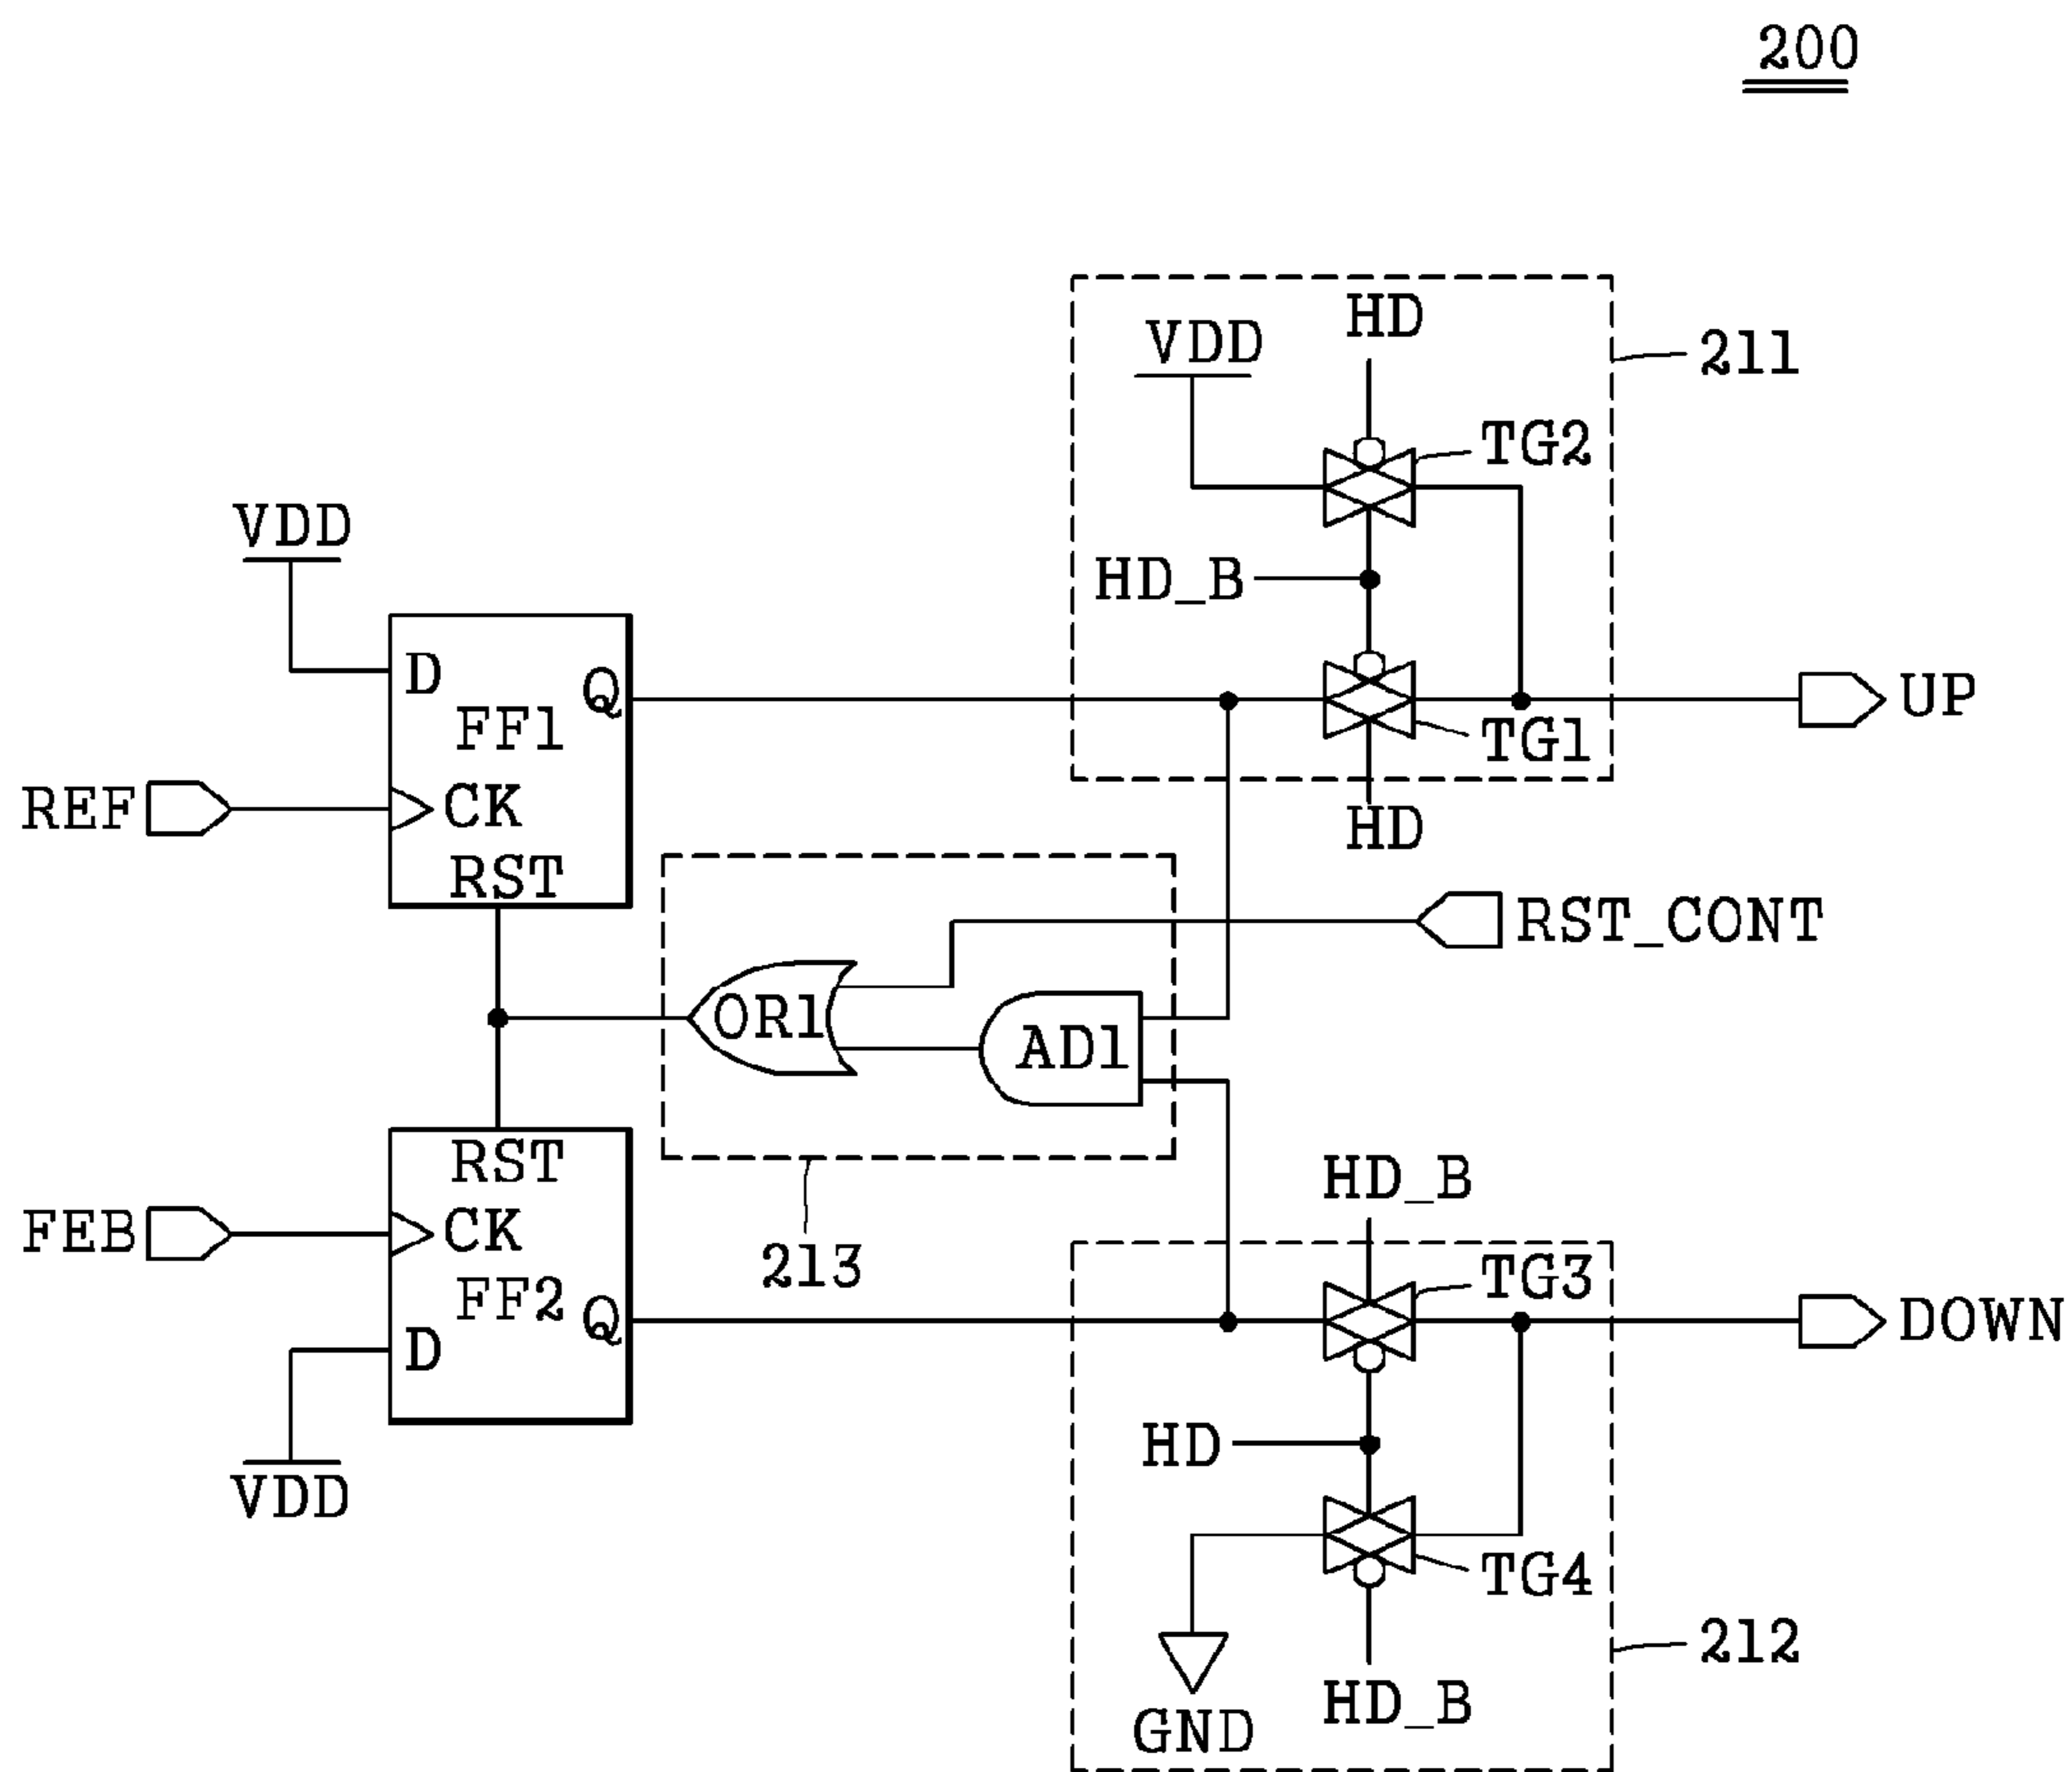 200
HD
VDD
211
TG2
VDD
HD_B
D
Q
UP
FF1
TG1
REF
CK
HD
RST
RST_CONT
OR1
AD1
RST
HD_B
FEB
CK
213
TG3
FF2
Q
DOWN
D
HD
VDD
TG4
212
HD_B
GND